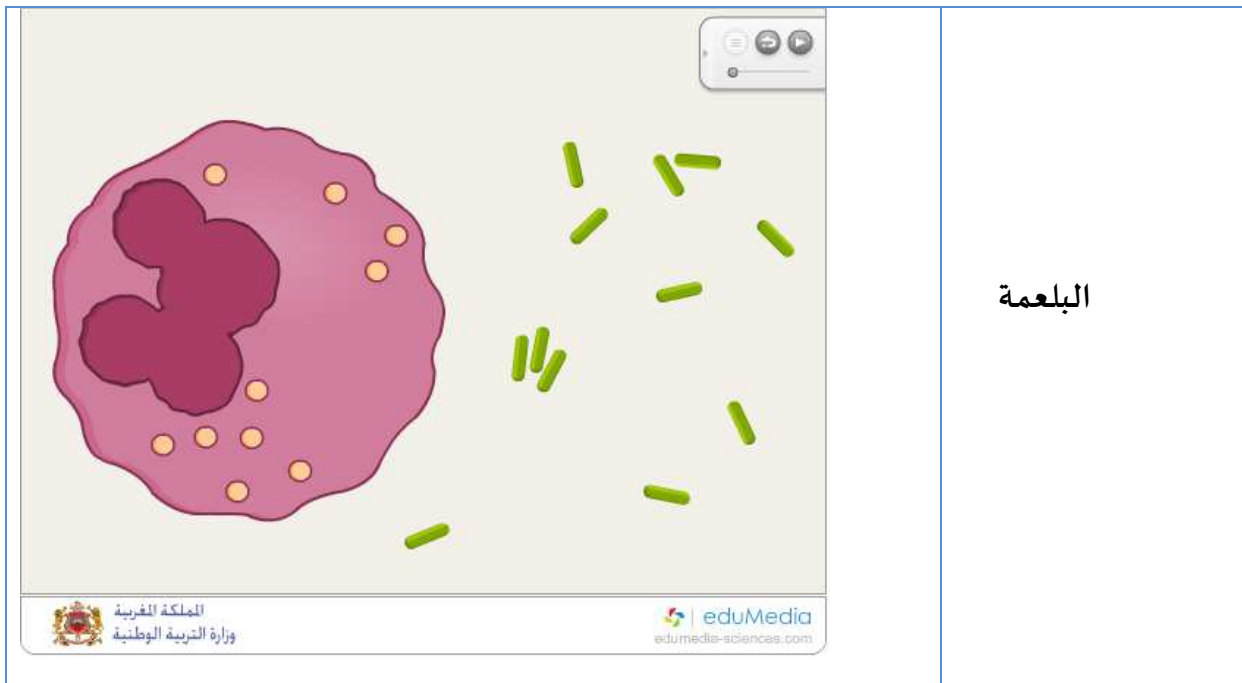 البلعمة
المملكة المغربية
وزارة التربية الوطنية
eduMedia
edumedia-sciences.com